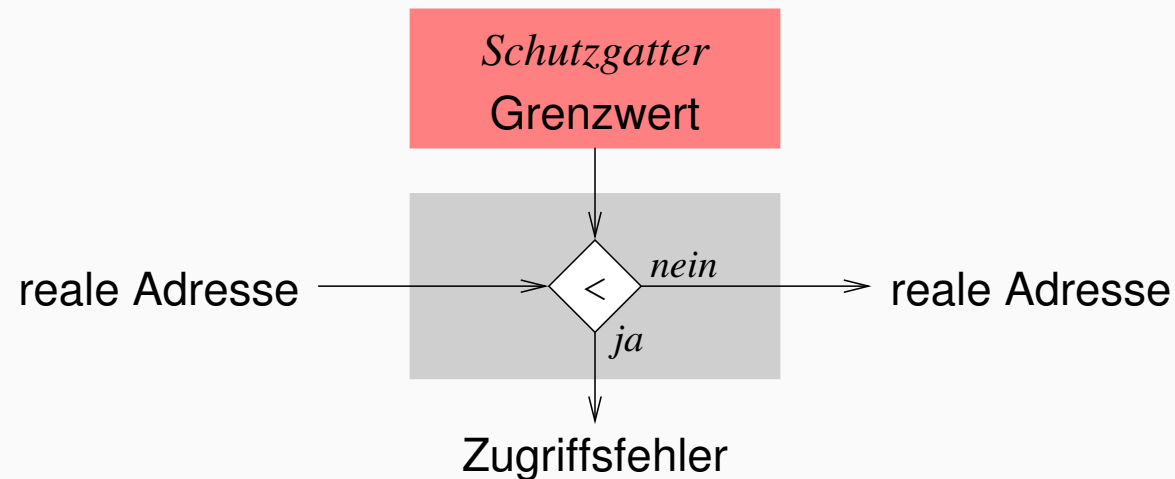 Schutzgatter
Grenzwert
reale Adresse
<
nein
reale Adresse
ja
Zugriffsfehler